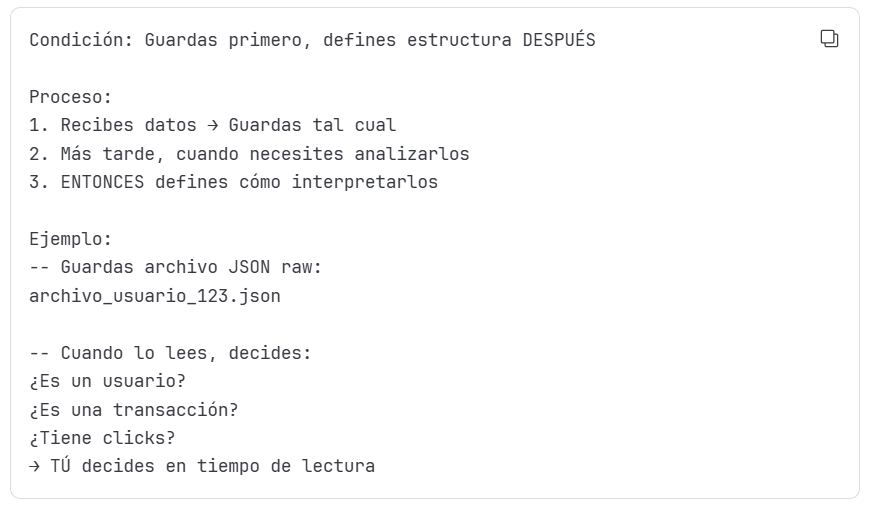 Condición: Guardas primero, defines estructura DESPUÉS
Proceso:
1. Recibes datos → Guardas tal cual
2. Más tarde, cuando necesites analizarlos
3. ENTONCES defines cómo interpretarlos
Ejemplo:
-- Guardas archivo JSON raw:
archivo_usuario_123.json
-- Cuando lo lees, decides:
¿Es un usuario?
¿Es una transacción?
¿Tiene clicks?
→ TÚ decides en tiempo de lectura